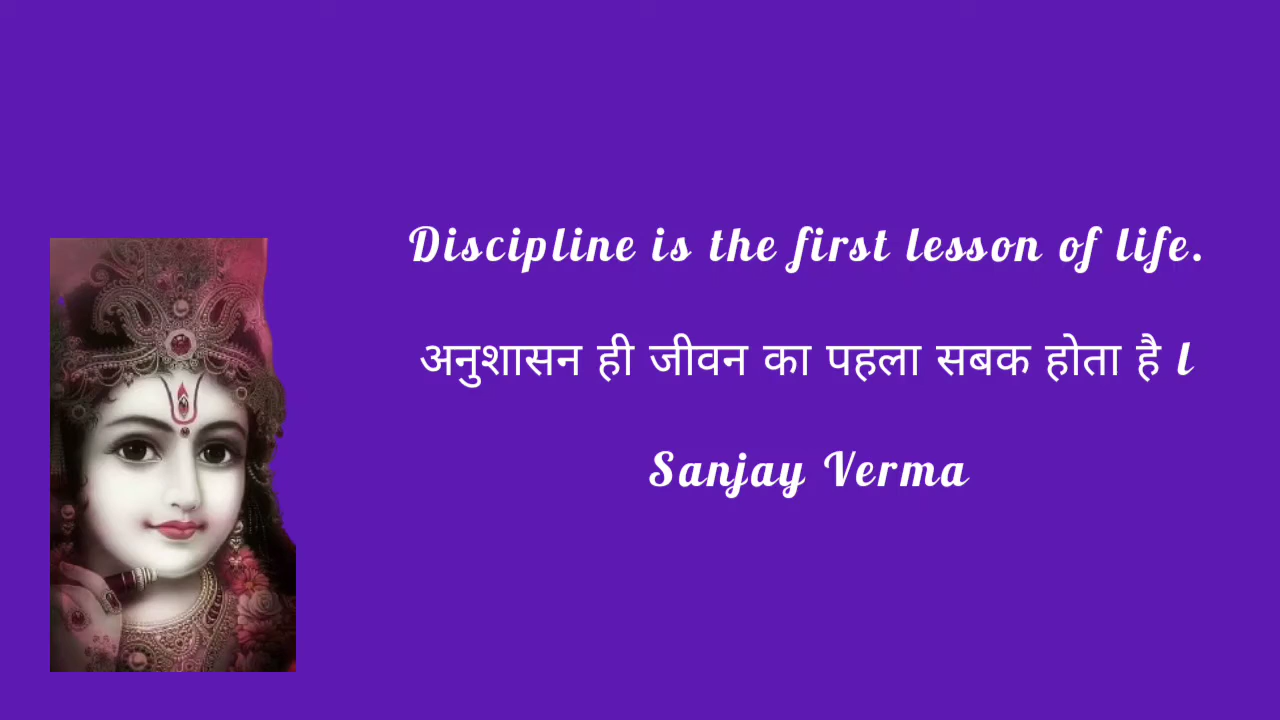 Discipline is the first lesson of life.
अनुशासन ही जीवन का पहला सबक होता है l
Sanjay Verma